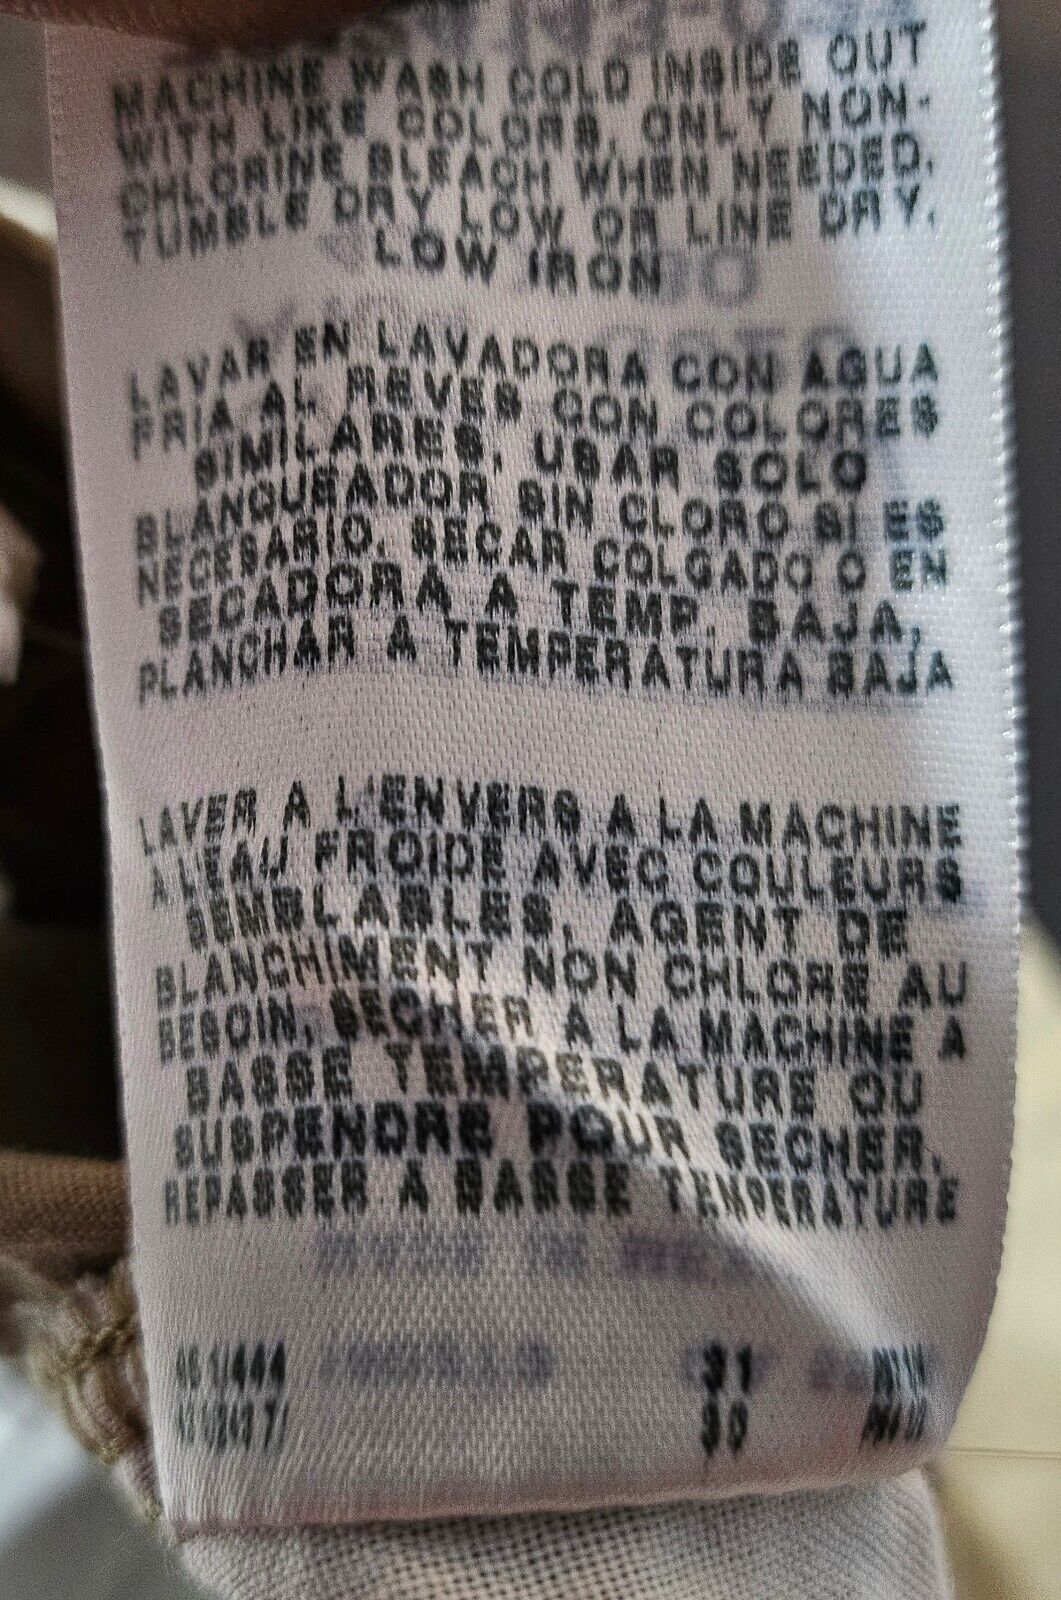 MACHINE WASH COLD INSIDE OUT
WITH LIKE COLORS, ONLY NON-
CHLORINE BLEACH WHEN NEEDED.
TUMBLE DRY LOW OR LINE DRY.
LOW IRON
LAVAR EN LAVADORA CON AGUA
FRIA AL REVES CON COLORES
SIMILARES, USAR SOLO
BLANQUEADOR SIN CLORO SI ES
NECESARIO. SECAR COLGADO O EN
SECADORA A TEMP. BAJA,
PLANCHAR A TEMPERATURA BAJA
LAVER A L'ENVERS A LA MACHINE
A L'EAU FROIDE AVEC COULEURS
SEMBLABLES, AGENT DE
BLANCHIMENT NON CHLORE AU
BESOIN, SECHER A LA MACHINE A
BASSE TEMPERATURE OU
SUSPENDRE POUR SECHER,
REPASSER A BASSE TEMPERATURE
31